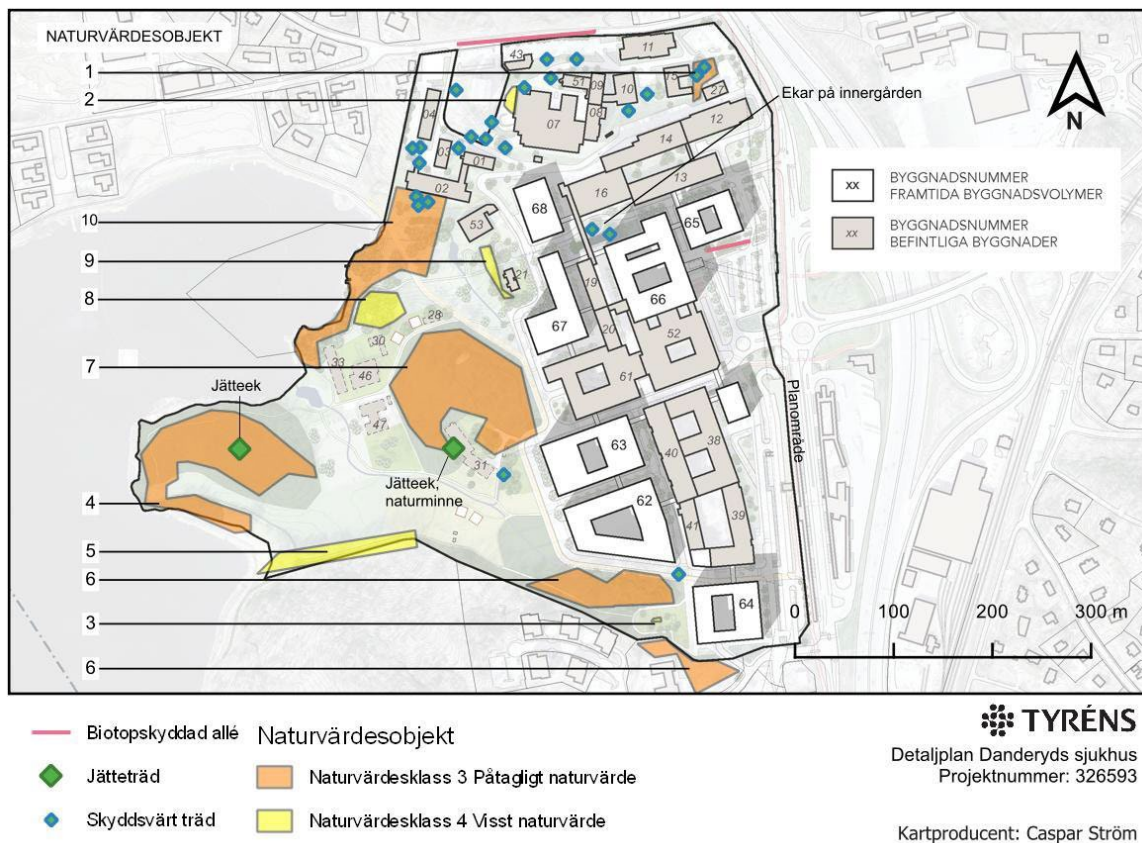 NATURVÄRDESOBJEKT
1
2
10
9
8
7
4
5
6
3
6
43
11
51
09
10
15
27
04
07
08
12
03
01
14
02
13
16
68
65
53
21
19
66
67
28
20
52
30
33
46
61
47
31
63
38
40
62
39
41
64
Ekar på innergården
Jätteek
Jätteek,
naturminne
Planområde
N
xx BYGGNADSNUMMER
FRAMTIDA BYGGNADSVOLYMER
xx BYGGNADSNUMMER
BEFINTLIGA BYGGNADER
0 100 200 300 m
Biotopskyddad allé
Jätteträd
Skyddsvärt träd
Naturvärdesobjekt
Naturvärdesklass 3 Påtagligt naturvärde
Naturvärdesklass 4 Visst naturvärde
TYRÉNS
Detaljplan Danderyds sjukhus
Projektnummer: 326593
Kartproducent: Caspar Ström